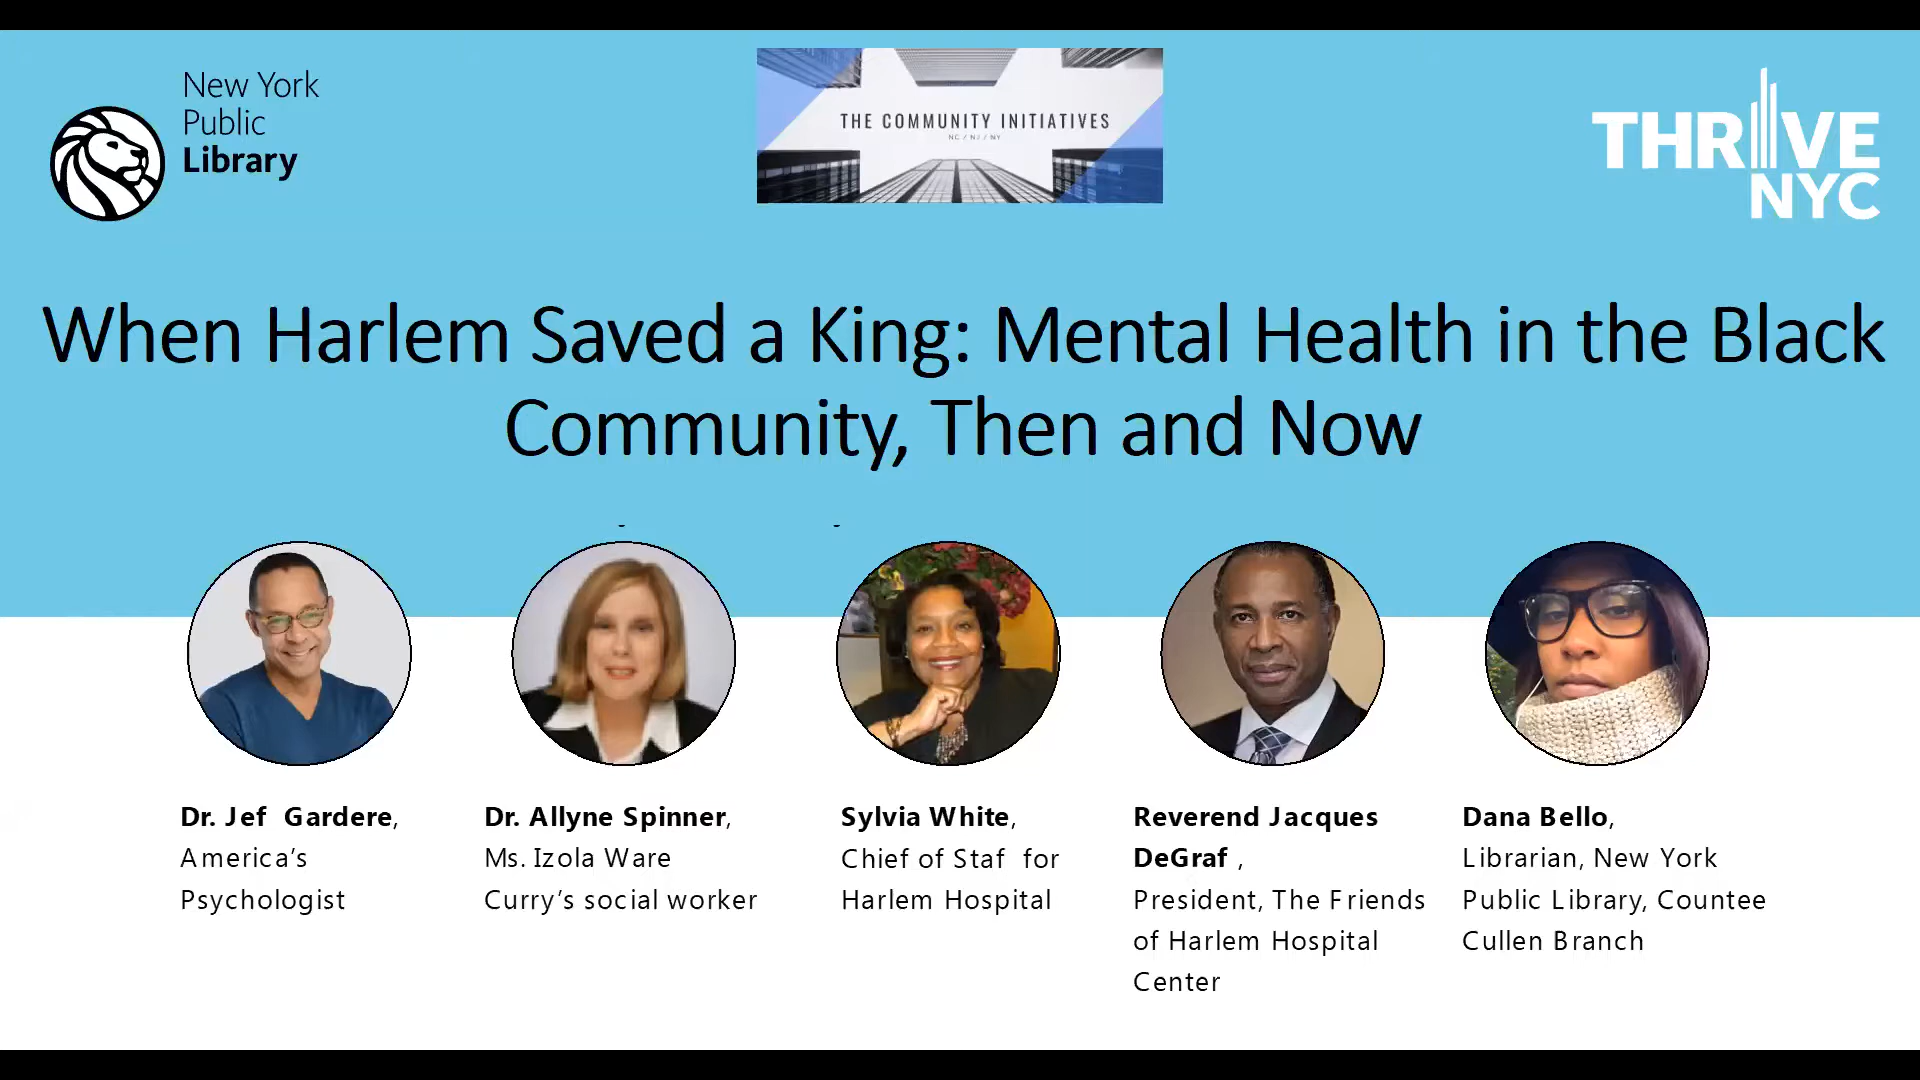 New York
Public
Library
THE COMMUNITY INITIATIVES
NC / NJ / NY
THRIVE
NYC
When Harlem Saved a King: Mental Health in the Black
Community, Then and Now
Dr. Jef  Gardere,
America's
Psychologist
Dr. Allyne Spinner,
Ms. Izola Ware
Curry's social worker
Sylvia White,
Chief of Staf  for
Harlem Hospital
Reverend Jacques
DeGraf ,
President, The Friends
of Harlem Hospital
Center
Dana Bello,
Librarian, New York
Public Library, Countee
Cullen Branch